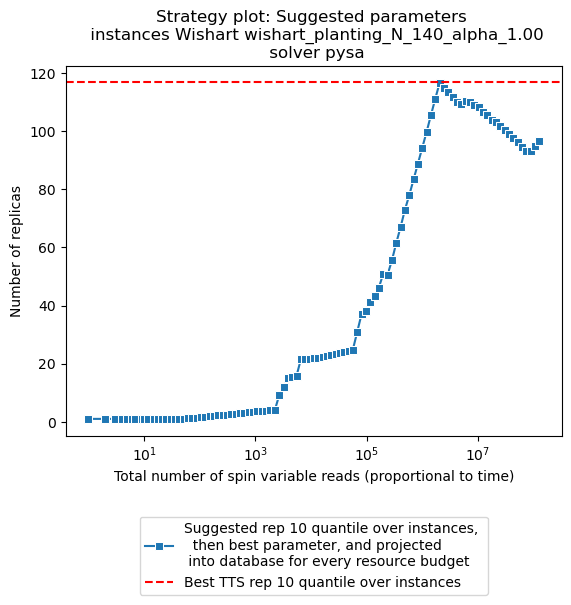 Strategy plot: Suggested parameters
instances Wishart wishart_planting_N_140_alpha_1.00
solver pysa
120
100
80
60
40
20
0
Number of replicas
10^1
10^3
10^5
10^7
Total number of spin variable reads (proportional to time)
Suggested rep 10 quantile over instances,
then best parameter, and projected
into database for every resource budget
Best TTS rep 10 quantile over instances